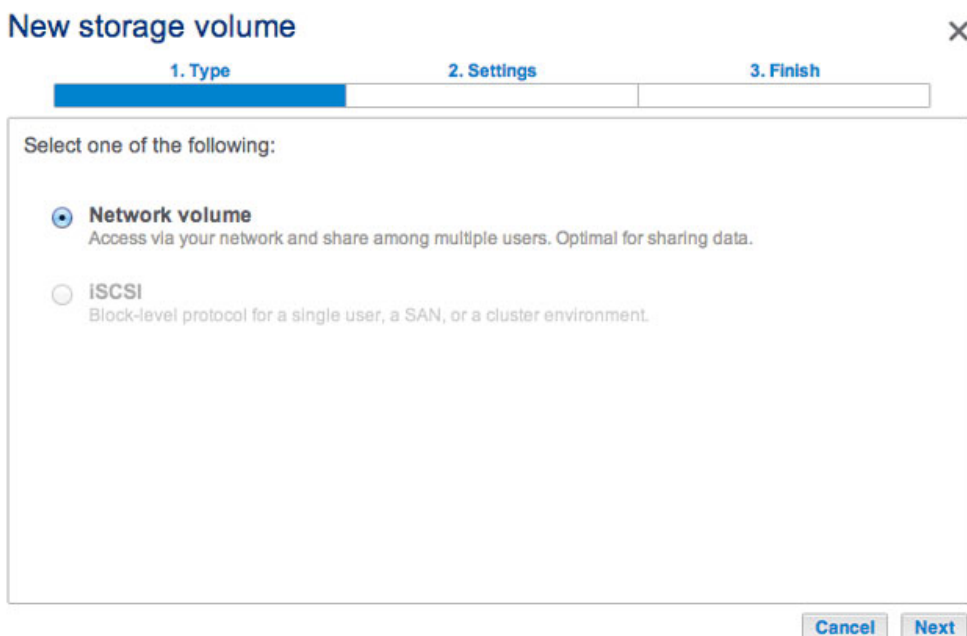 New storage volume
1. Type
2. Settings
3. Finish
Select one of the following:
Network volume
Access via your network and share among multiple users. Optimal for sharing data.
iSCSI
Block-level protocol for a single user, a SAN, or a cluster environment.
Cancel
Next